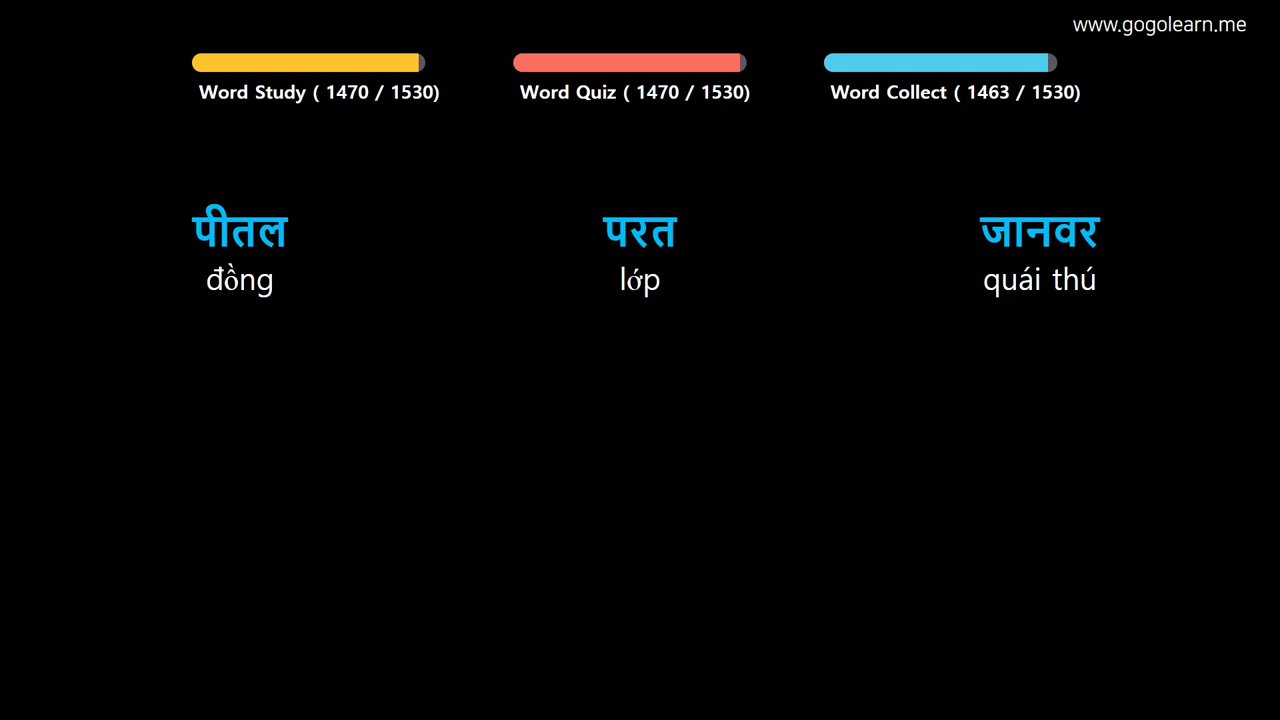 www.gogolearn.me
Word Study ( 1470 / 1530)
Word Quiz ( 1470 / 1530)
Word Collect ( 1463 / 1530)
पीतल
đồng
परत
lớp
जानवर
quái thú